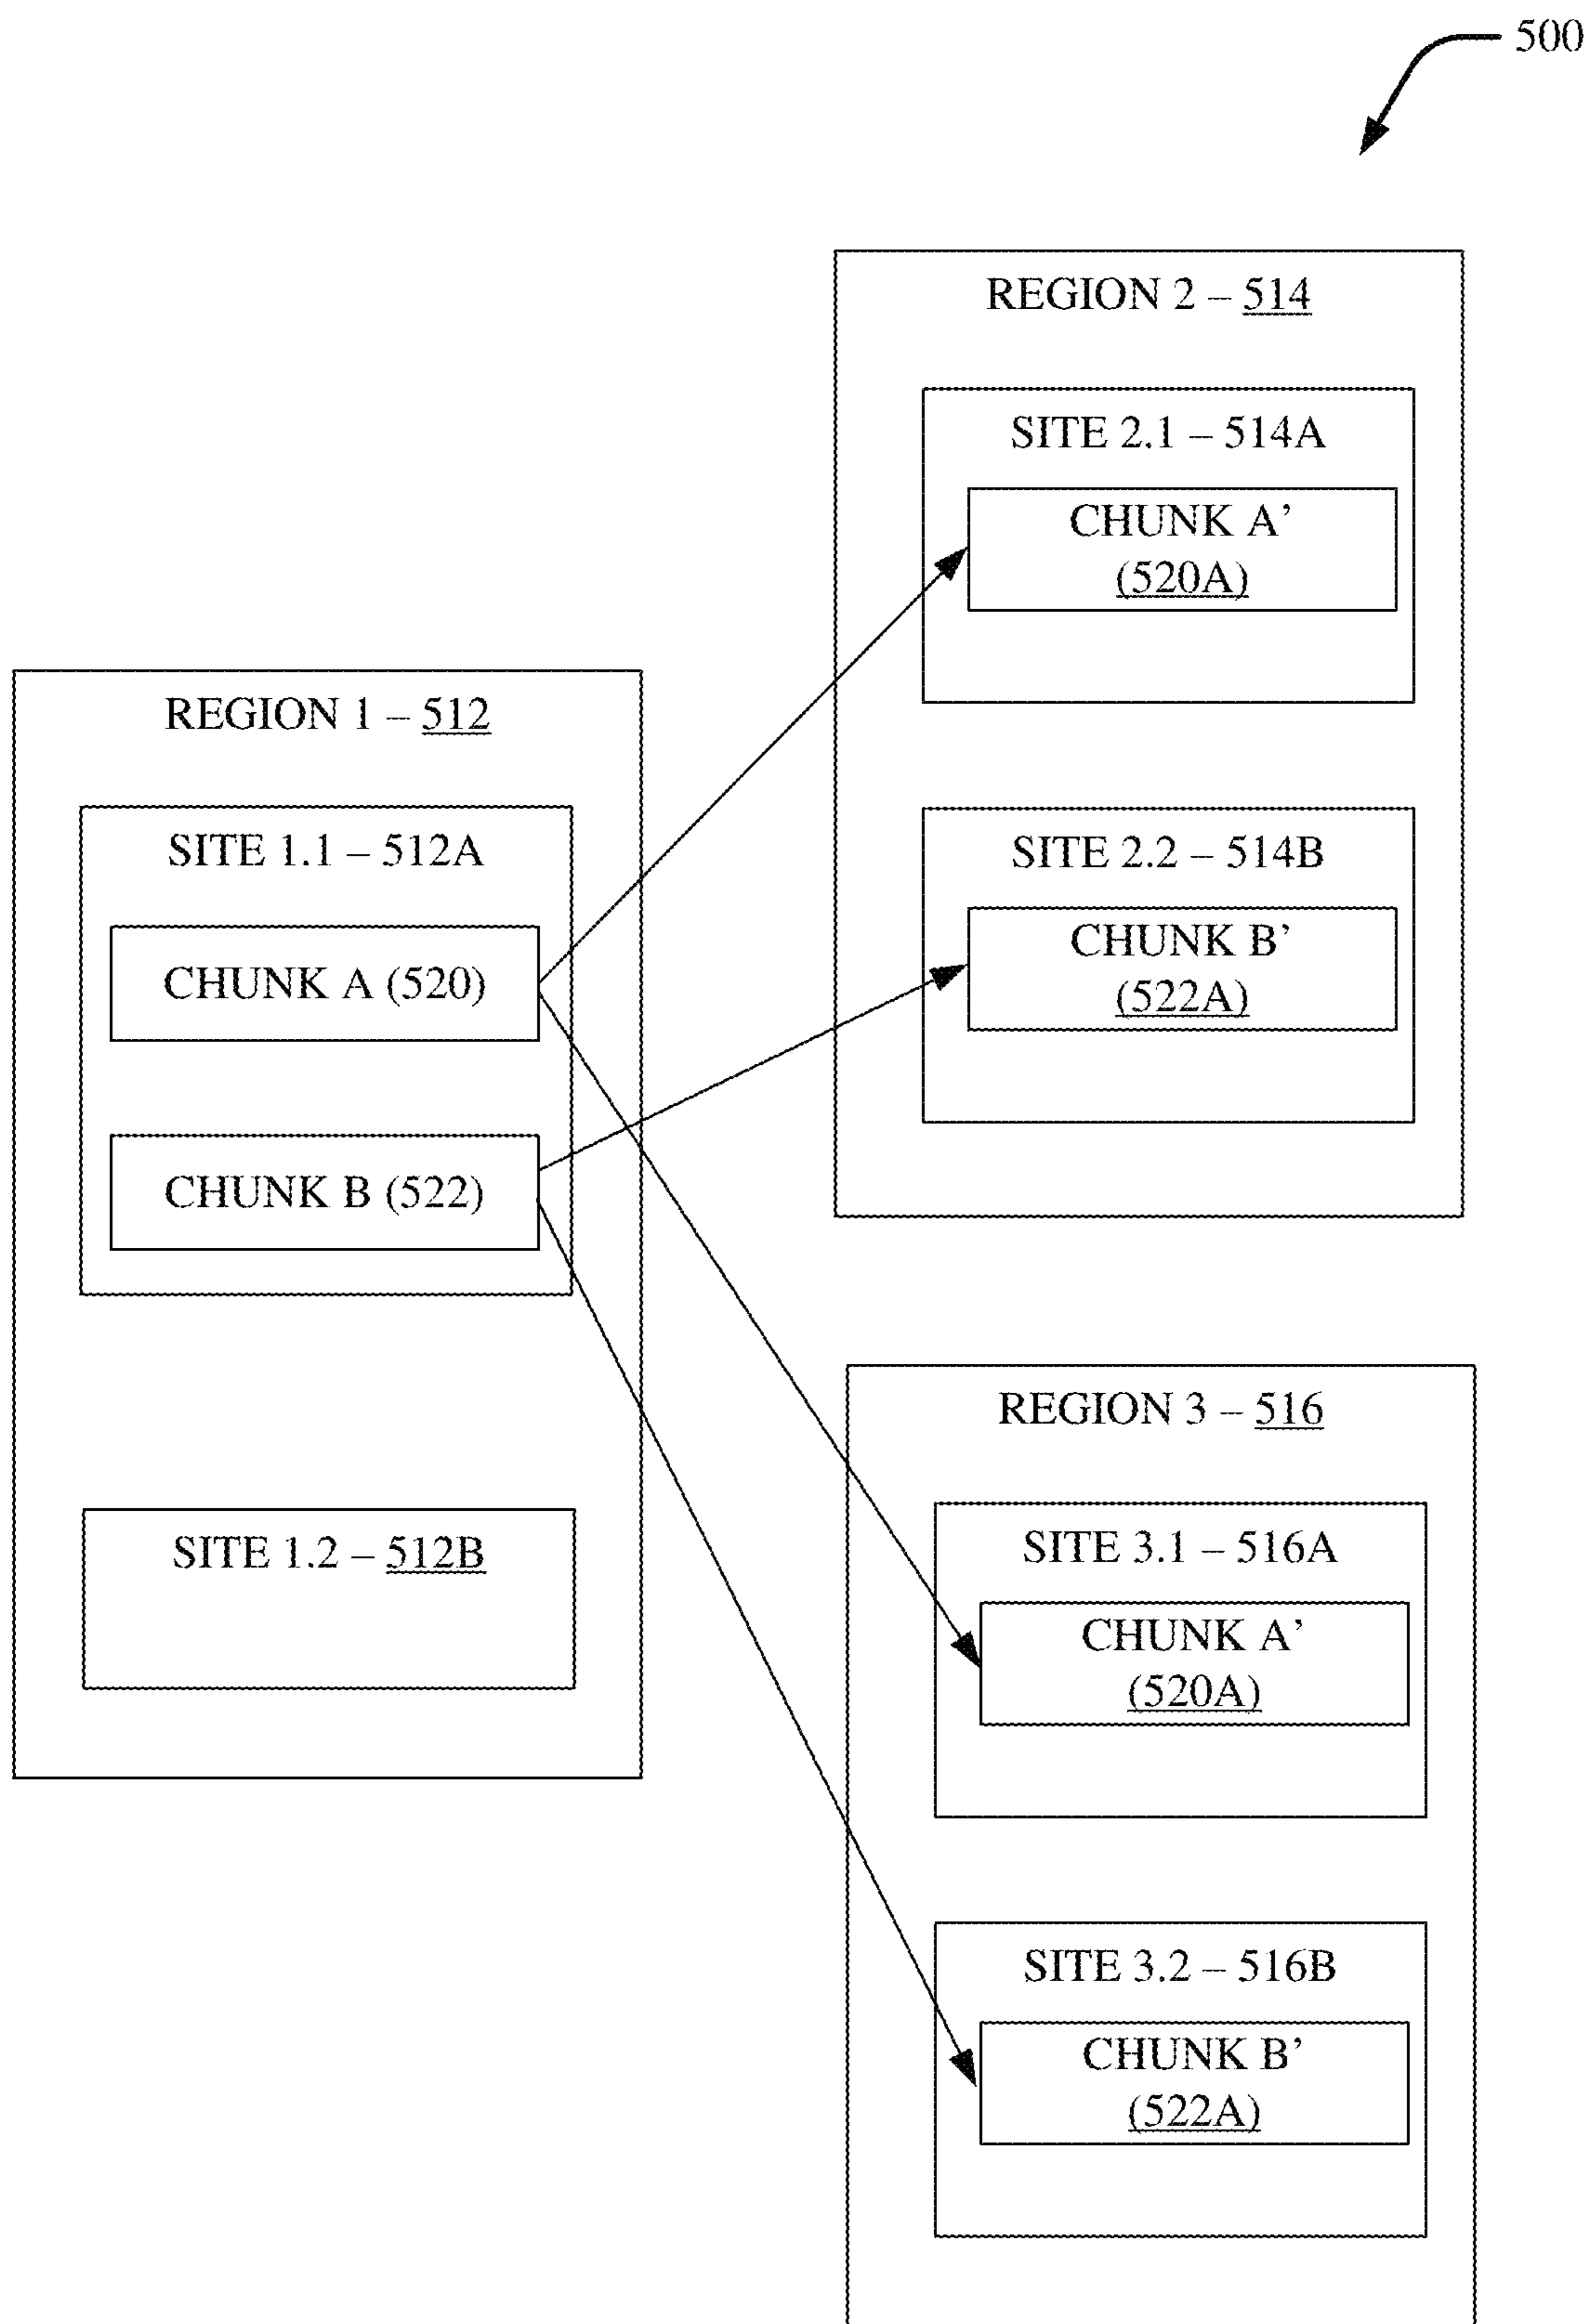 500
REGION 2 – 514
SITE 2.1 – 514A
CHUNK A’
(520A)
SITE 2.2 – 514B
CHUNK B’
(522A)
REGION 1 – 512
SITE 1.1 – 512A
CHUNK A (520)
CHUNK B (522)
SITE 1.2 – 512B
REGION 3 – 516
SITE 3.1 – 516A
CHUNK A’
(520A)
SITE 3.2 – 516B
CHUNK B’
(522A)